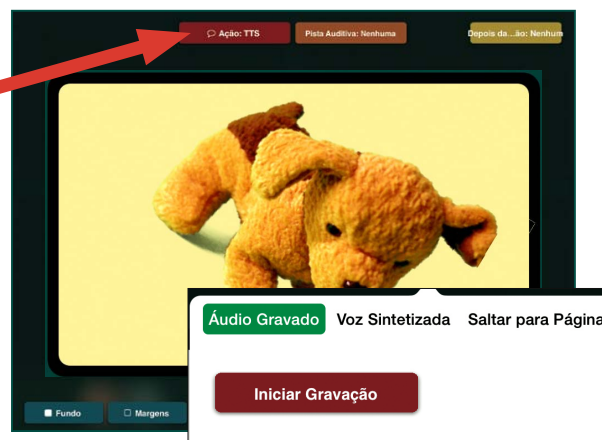 Ação: TTS
Pista Auditiva: Nenhuma
Depois da...ão: Nenhum
Áudio Gravado Voz Sintetizada Saltar para Página
Iniciar Gravação
Fundo
Margens